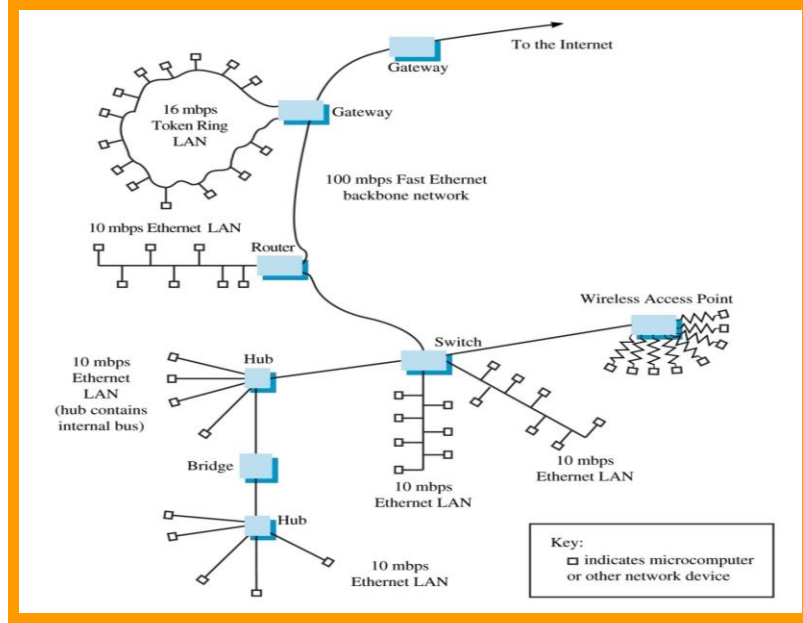 To the Internet
Gateway
16 mbps
Token Ring
LAN
Gateway
100 mbps Fast Ethernet
backbone network
10 mbps Ethernet LAN
Router
Wireless Access Point
Switch
10 mbps
Ethernet
LAN
(hub contains
internal bus)
Hub
Bridge
10 mbps
Ethernet LAN
10 mbps
Ethernet LAN
Hub
10 mbps
Ethernet LAN
Key:
indicates microcomputer
or other network device